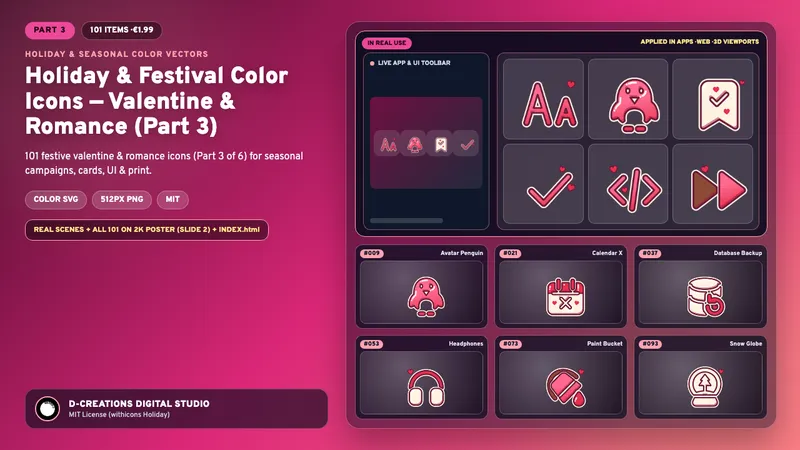 PART 3
101 ITEMS ·€1.99
HOLIDAY & SEASONAL COLOR VECTORS
Holiday & Festival Color
Icons – Valentine &
Romance (Part 3)
101 festive valentine & romance icons (Part 3 of 6) for seasonal
campaigns, cards, UI & print.
COLOR SVG
512PX PNG
MIT
REAL SCENES + ALL 101 ON 2K POSTER (SLIDE 2) + INDEX.html
D-CREATIONS DIGITAL STUDIO
MIT License (withicons Holiday)
IN REAL USE
APPLIED IN APPS ·WEB ·3D VIEWPORTS
LIVE APP & UI TOOLBAR
AA
AA
#009
Avatar Penguin
#021
Calendar X
#037
Database Backup
#053
Headphones
#073
Paint Bucket
#093
Snow Globe